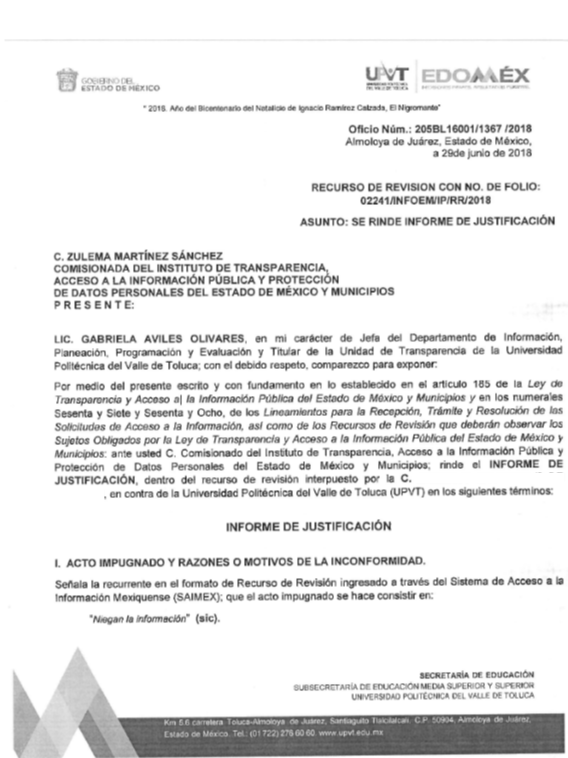 GOBIERNO DEL
ESTADO DE MÉXICO
UPVT
UNIVERSIDAD POLITÉCNICA
DEL VALLE DE TOLUCA
EDOMÉX
" 2018. Año del Bicentenario del Natalicio de Ignacio Ramírez Calzada, El Nigromante"
Oficio Núm.: 205BL16001/1367 /2018
Almoloya de Juárez, Estado de México,
a 29de junio de 2018
RECURSO DE REVISION CON NO. DE FOLIO:
02241/INFOEM/IP/RR/2018
ASUNTO: SE RINDE INFORME DE JUSTIFICACIÓN
C. ZULEMA MARTÍNEZ SÁNCHEZ
COMISIONADA DEL INSTITUTO DE TRANSPARENCIA,
ACCESO A LA INFORMACIÓN PÚBLICA Y PROTECCIÓN
DE DATOS PERSONALES DEL ESTADO DE MÉXICO Y MUNICIPIOS
P R E S E N T E:
LIC. GABRIELA AVILES OLIVARES, en mi carácter de Jefa del Departamento de Información,
Planeación, Programación y Evaluación y Titular de la Unidad de Transparencia de la Universidad
Politécnica del Valle de Toluca; con el debido respeto, comparezco para exponer:
Por medio del presente escrito y con fundamento en lo establecido en el artículo 185 de la Ley de
Transparencia y Acceso a| la Información Pública del Estado de México y Municipios y en los numerales
Sesenta y Siete y Sesenta y Ocho, de los Lineamientos para la Recepción, Trámite y Resolución de las
Solicitudes de Acceso a la Información, así como de los Recursos de Revisión que deberán observar los
Sujetos Obligados por la Ley de Transparencia y Acceso a la Información Pública del Estado de México y
Municipios: ante usted C. Comisionado del Instituto de Transparencia, Acceso a la Información Pública y
Protección de Datos Personales del Estado de México y Municipios; rinde el INFORME DE
JUSTIFICACIÓN, dentro del recurso de revisión interpuesto por la C.
, en contra de la Universidad Politécnica del Valle de Toluca (UPVT) en los siguientes términos:
INFORME DE JUSTIFICACIÓN
I. ACTO IMPUGNADO Y RAZONES O MOTIVOS DE LA INCONFORMIDAD.
Señala la recurrente en el formato de Recurso de Revisión ingresado a través del Sistema de Acceso a la
Información Mexiquense (SAIMEX); que el acto impugnado se hace consistir en:
"Niegan la información" (sic).
SECRETARÍA DE EDUCACIÓN
SUBSECRETARÍA DE EDUCACIÓN MEDIA SUPERIOR Y SUPERIOR
UNIVERSIDAD POLITÉCNICA DEL VALLE DE TOLUCA
Km 5.6 carretera Toluca-Almoloya de Juárez, Santiaguito Tlalcilalcali, C.P. 50904, Almoloya de Juárez,
Estado de México. Tel.: (01722) 276 60 60. www.upvt.edu.mx